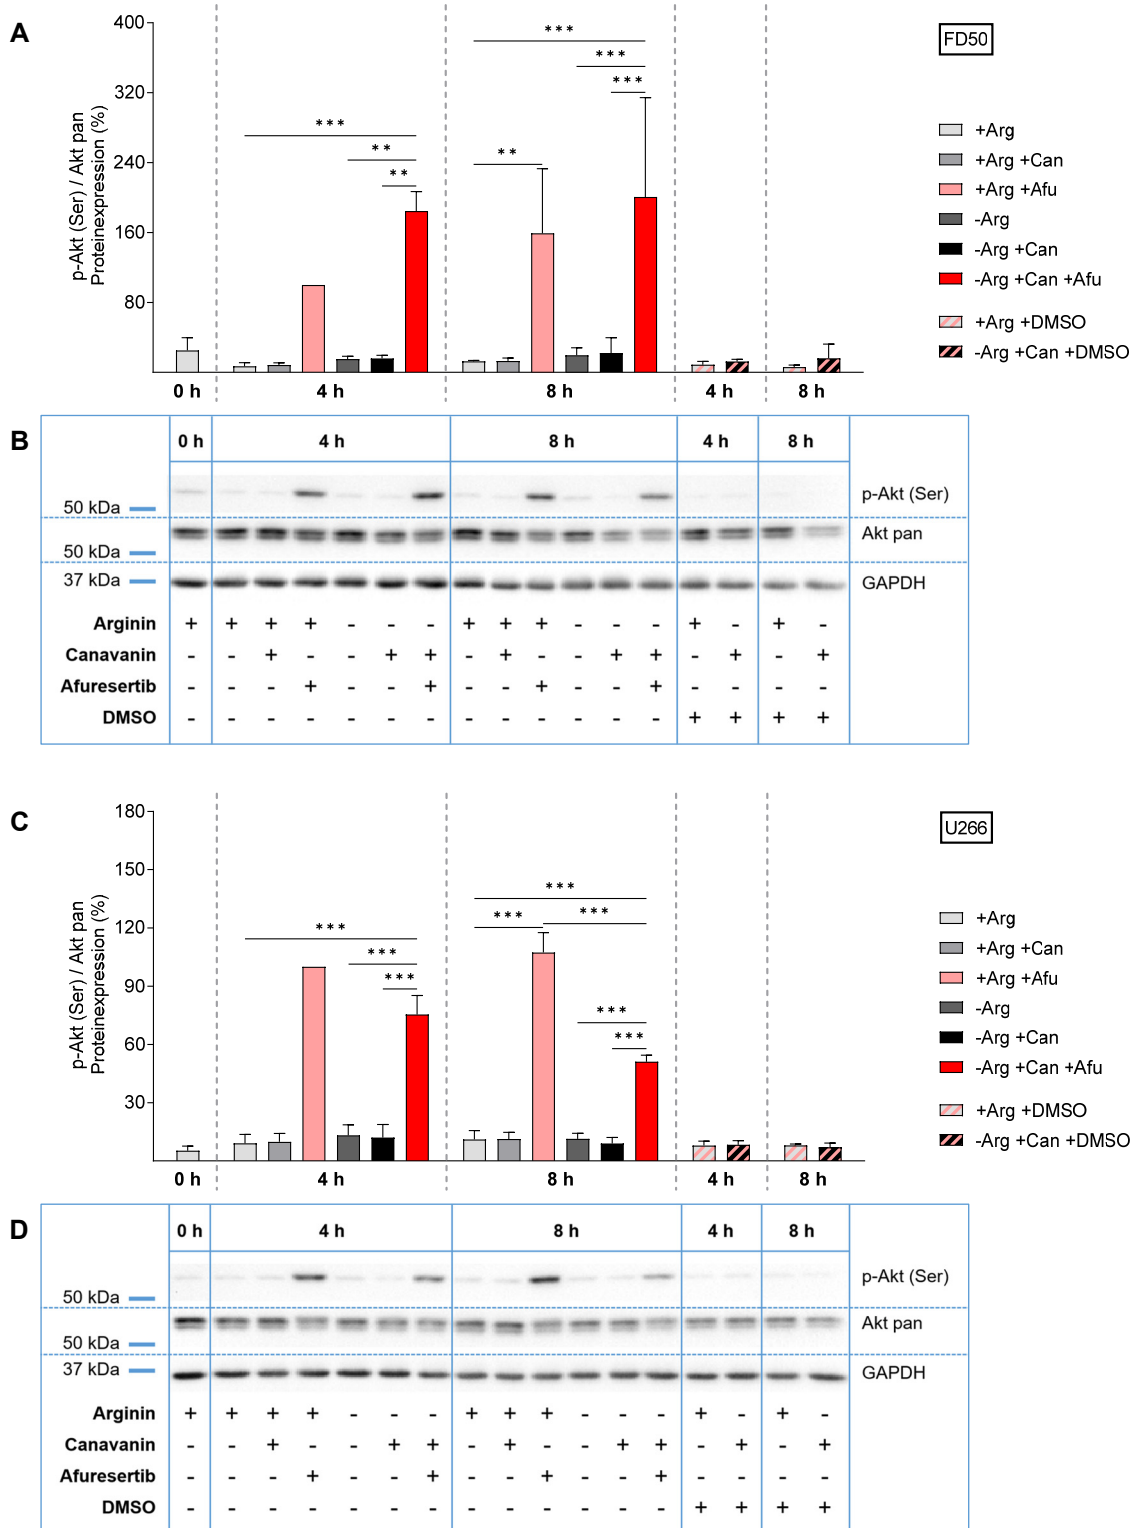 A
FD50
p-Akt (Ser) / Akt pan
Proteinexpression (%)
400
320
240
160
80
***
**
**
**
***
***
***
0 h 4 h 8 h 4 h 8 h
+Arg
+Arg +Can
+Arg +Afu
-Arg
-Arg +Can
-Arg +Can +Afu
+Arg +DMSO
-Arg +Can +DMSO
B
0 h 4 h 8 h 4 h 8 h
50 kDa p-Akt (Ser)
50 kDa Akt pan
37 kDa GAPDH
Arginin + + + + - - - + + + - - - + - + -
Canavanin - - + - - + + - + - - + + - + - +
Afuresertib - - - + - - + - - + - - + - - - -
DMSO - - - - - - - - - - - - - + + + +
C
U266
p-Akt (Ser) / Akt pan
Proteinexpression (%)
180
150
120
90
60
30
***
***
***
***
***
***
***
***
0 h 4 h 8 h 4 h 8 h
+Arg
+Arg +Can
+Arg +Afu
-Arg
-Arg +Can
-Arg +Can +Afu
+Arg +DMSO
-Arg +Can +DMSO
D
0 h 4 h 8 h 4 h 8 h
50 kDa p-Akt (Ser)
50 kDa Akt pan
37 kDa GAPDH
Arginin + + + + - - - + + + - - - + - + -
Canavanin - - + - - + + - + - - + + - + - +
Afuresertib - - - + - - + - - + - - + - - - -
DMSO - - - - - - - - - - - - - + + + +